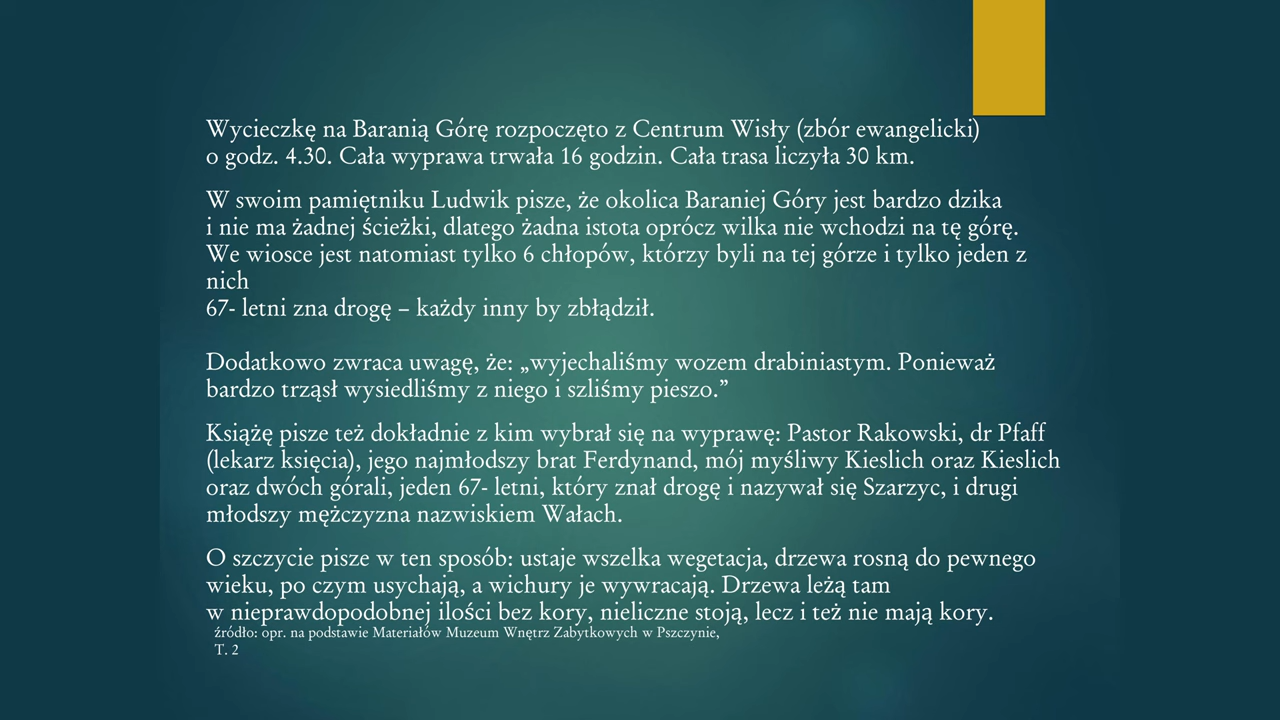 Wycieczkę na Baranią Górę rozpoczęto z Centrum Wisły (zbór ewangelicki)
o godz. 4.30. Cała wyprawa trwała 16 godzin. Cała trasa liczyła 30 km.
W swoim pamiętniku Ludwik pisze, że okolica Baraniej Góry jest bardzo dzika
i nie ma żadnej ścieżki, dlatego żadna istota oprócz wilka nie wchodzi na tę górę.
We wiosce jest natomiast tylko 6 chłopów, którzy byli na tej górze i tylko jeden z
nich
67- letni zna drogę – każdy inny by zbłądził.
Dodatkowo zwraca uwagę, że: „wyjechaliśmy wozem drabiniastym. Ponieważ
bardzo trząsł wysiedliśmy z niego i szliśmy pieszo.”
Książę pisze też dokładnie z kim wybrał się na wyprawę: Pastor Rakowski, dr Pfaff
(lekarz księcia), jego najmłodszy brat Ferdynand, mój myśliwy Kieslich oraz Kieslich
oraz dwóch górali, jeden 67- letni, który znał drogę i nazywał się Szarzyc, i drugi
młodszy mężczyzna nazwiskiem Wałach.
O szczycie pisze w ten sposób: ustaje wszelka wegetacja, drzewa rosną do pewnego
wieku, po czym usychają, a wichury je wywracają. Drzewa leżą tam
w nieprawdopodobnej ilości bez kory, nieliczne stoją, lecz i też nie mają kory.
źródło: opr. na podstawie Materiałów Muzeum Wnętrz Zabytkowych w Pszczynie,
T. 2